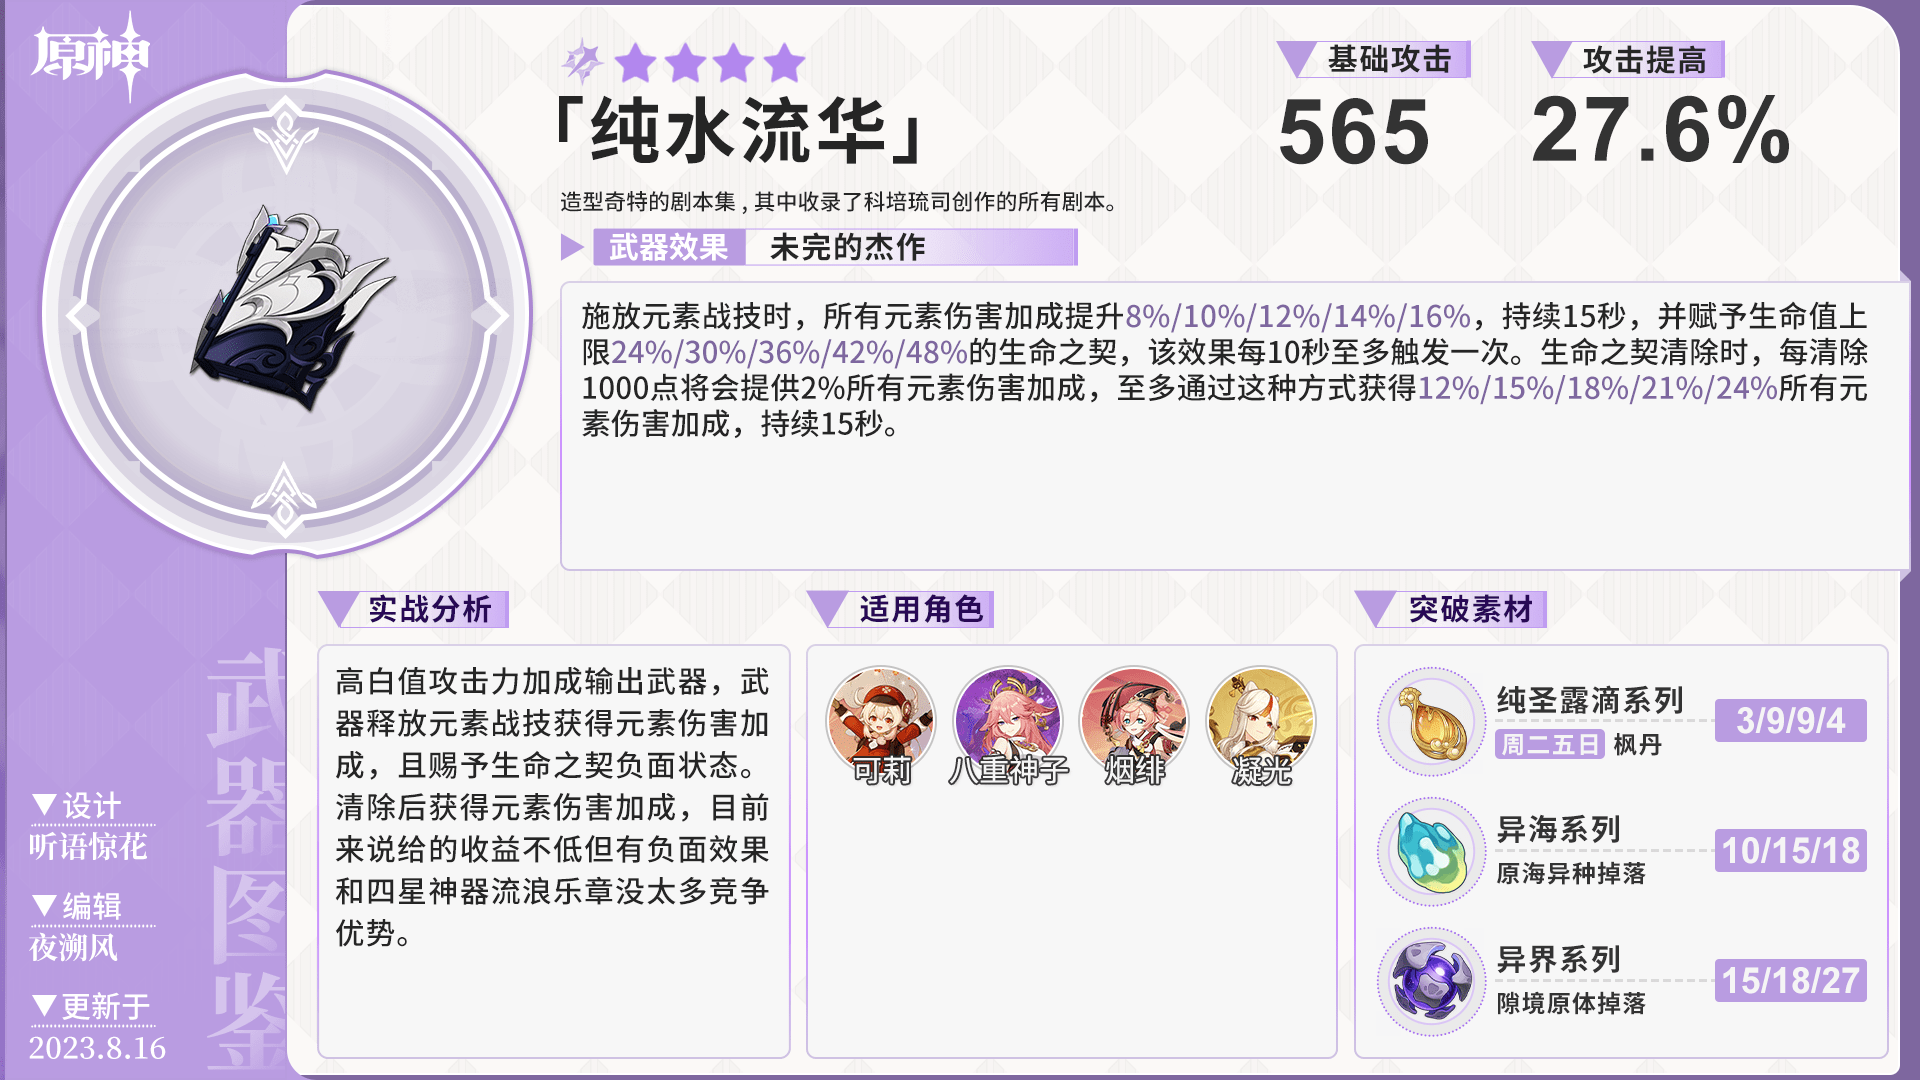 原神
「纯水流华」
基础攻击
565
攻击提高
27.6%
造型奇特的剧本集,其中收录了科培琉司创作的所有剧本。
武器效果
未完的杰作
施放元素战技时，所有元素伤害加成提升8%/10%/12%/14%/16%，持续15秒，并赋予生命值上
限24%/30%/36%/42%/48%的生命之契，该效果每10秒至多触发一次。生命之契清除时，每清除
1000点将会提供2%所有元素伤害加成，至多通过这种方式获得12%/15%/18%/21%/24%所有元
素伤害加成，持续15秒。
实战分析
高白值攻击力加成输出武器，武
器释放元素战技获得元素伤害加
成，且赐予生命之契负面状态。
清除后获得元素伤害加成，目前
来说给的收益不低但有负面效果
和四星神器流浪乐章没太多竞争
优势。
适用角色
可莉
八重神子
烟绯
凝光
突破素材
纯圣露滴系列
周二五日 枫丹
3/9/9/4
异海系列
原海异种掉落
10/15/18
异界系列
隙境原体掉落
15/18/27
武器图鉴
▼设计
听语惊花
▼编辑
夜溯风
▼更新于
2023.8.16